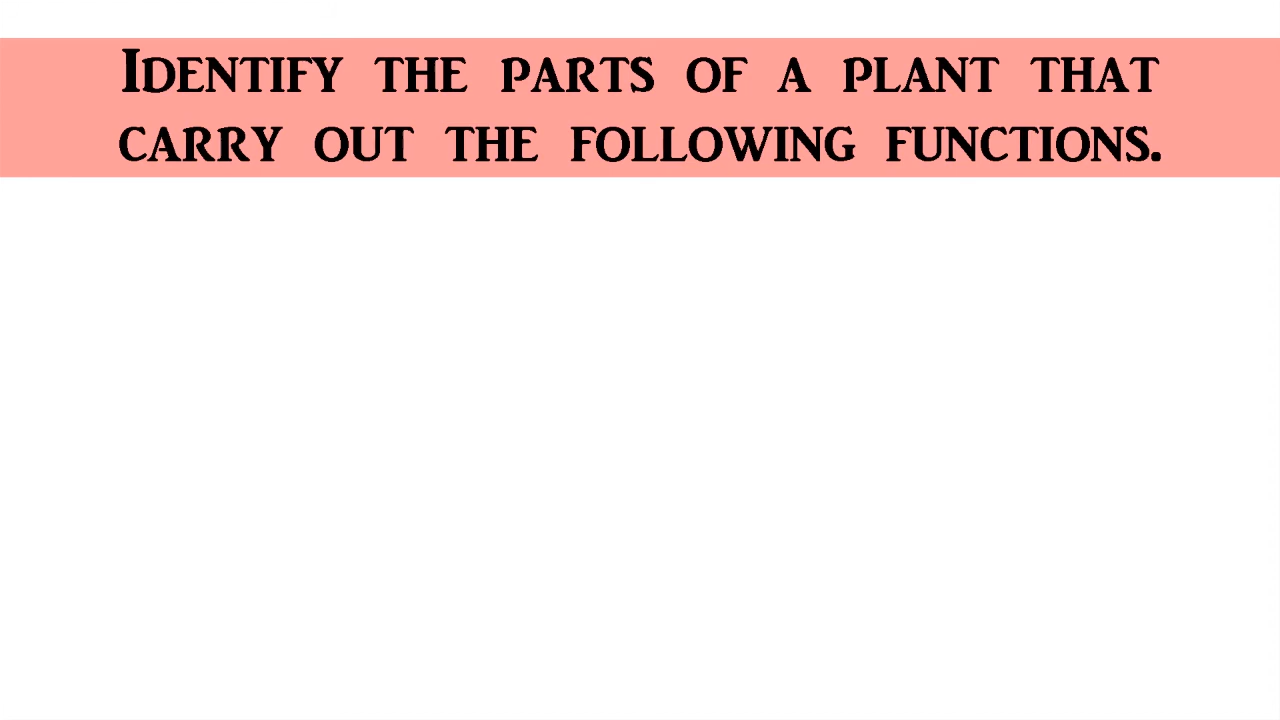 Identify the parts of a plant that
carry out the following functions.